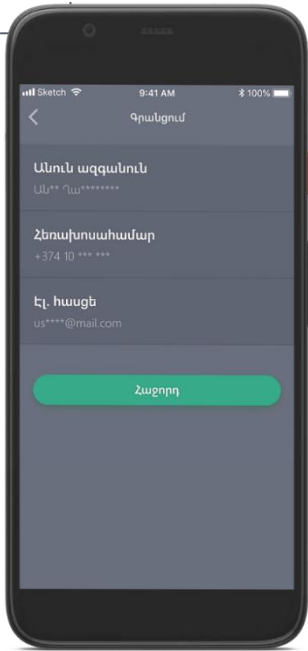 Sketch 9:41 AM 100%
Գրանցում
Անուն ազգանուն
Ան** Ղա********
Հեռախոսահամար
+374 10 *** ***
Էլ. հասցե
us****@mail.com
Հաջորդ